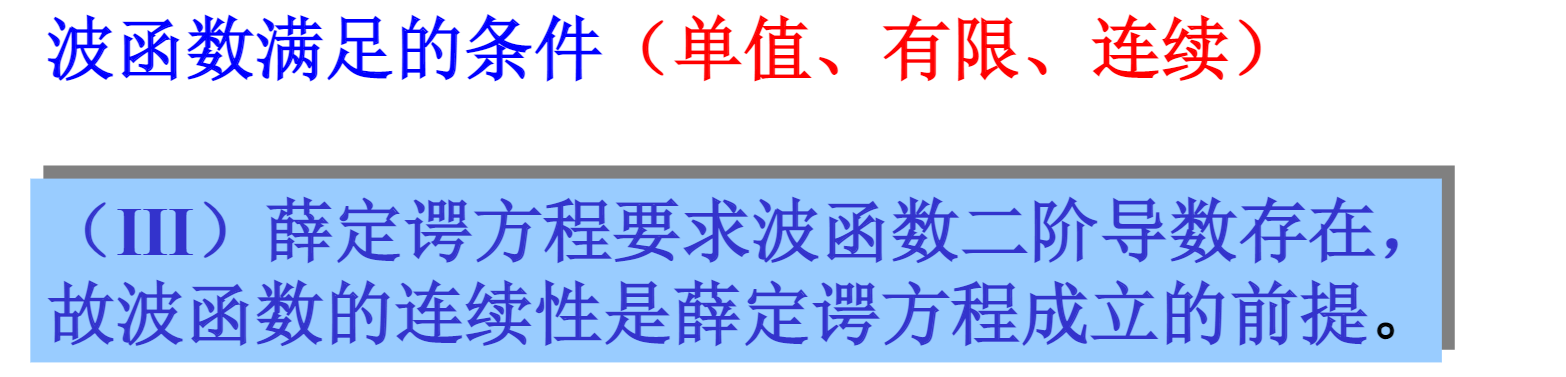 波函数满足的条件（单值、有限、连续）
（III）薛定谔方程要求波函数二阶导数存在，
故波函数的连续性是薛定谔方程成立的前提。